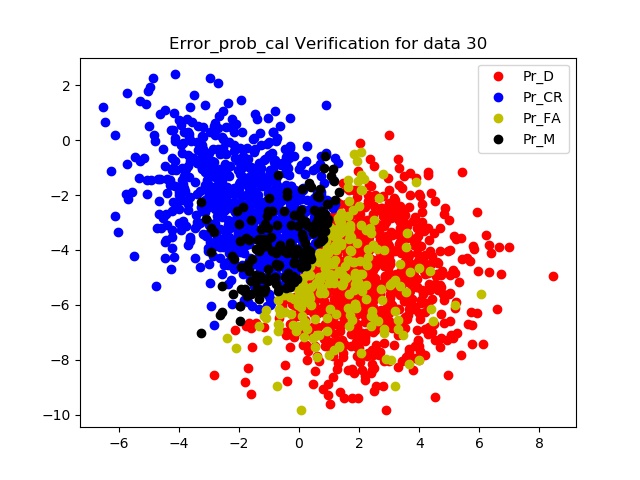 Error_prob_cal Verification for data 30
Pr_D
Pr_CR
Pr_FA
Pr_M
2
0
−2
−4
−6
−8
−10
−6 −4 −2 0 2 4 6 8